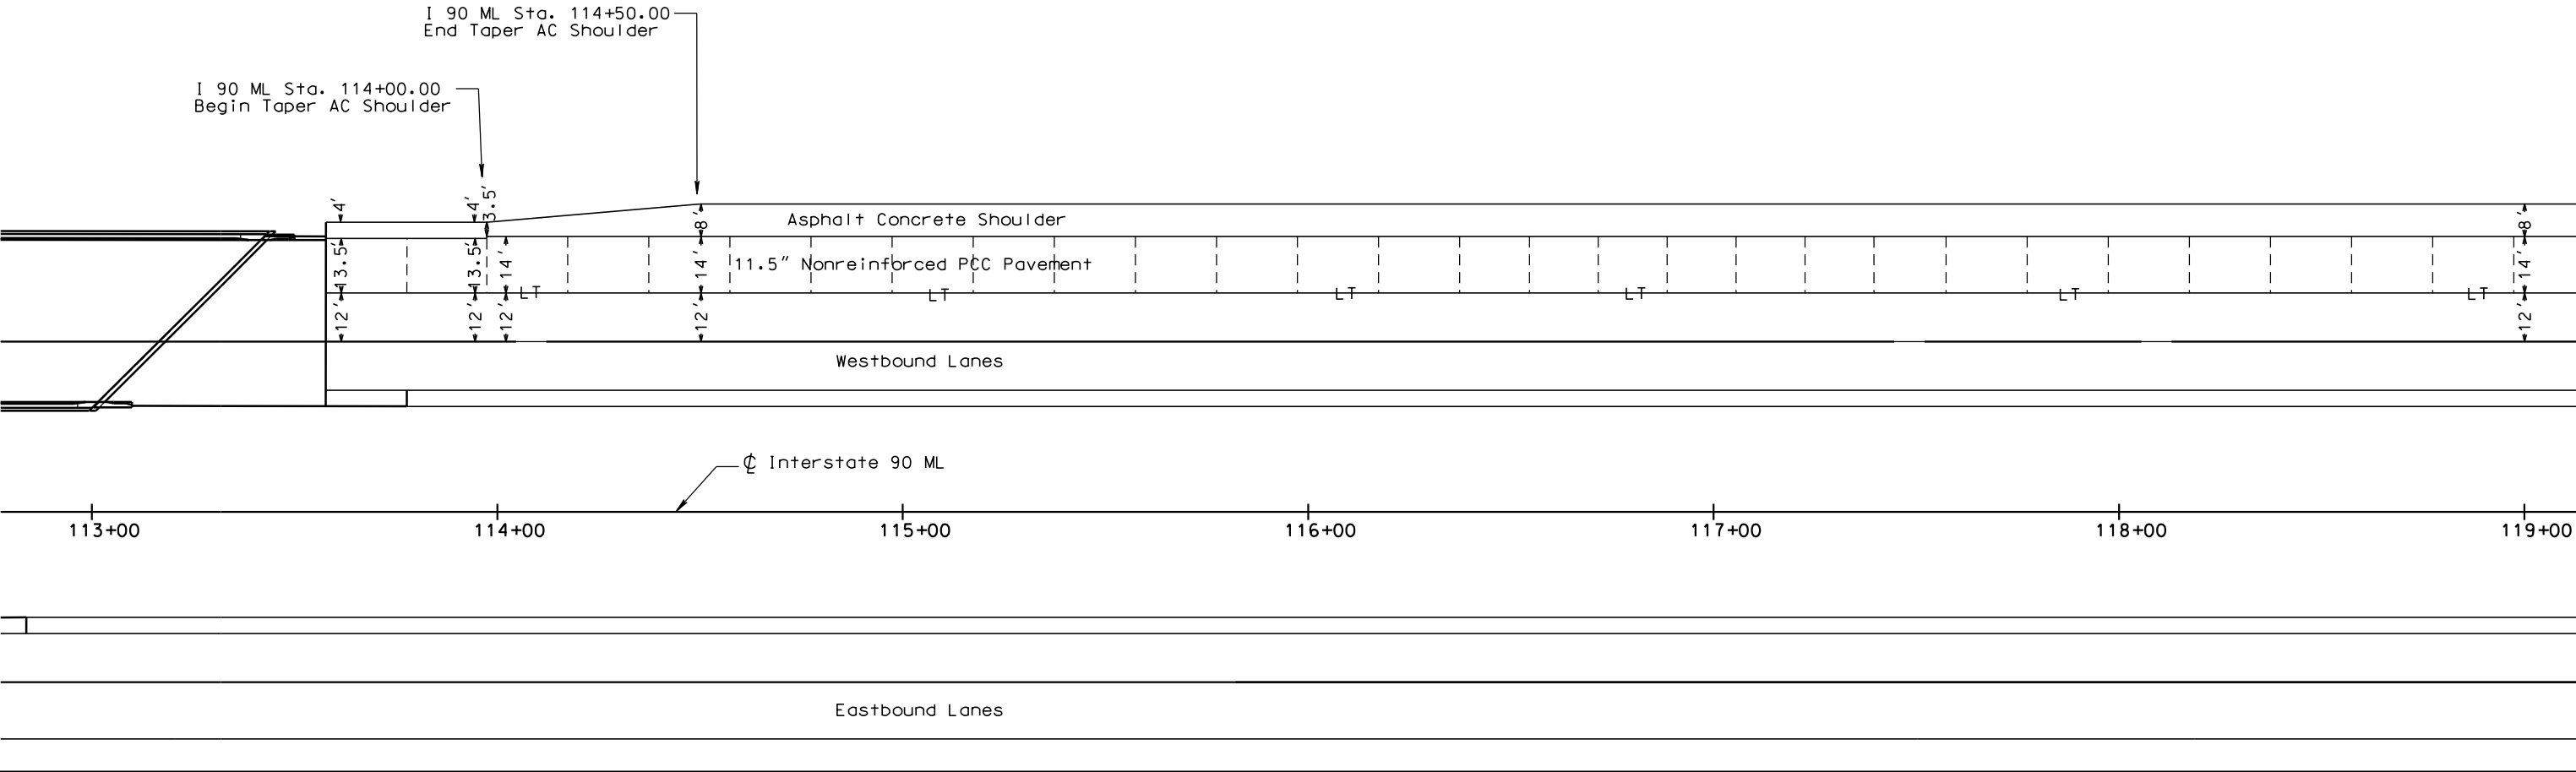 I 90 ML Sta. 114+50.00
End Taper AC Shoulder
I 90 ML Sta. 114+00.00
Begin Taper AC Shoulder
4' 4' 3.5'
8' Asphalt Concrete Shoulder 8'
13.5' 13.5' 14' 14' 11.5" Nonreinforced PCC Pavement 14'
LT LT LT LT LT LT
12' 12' 12' 12' 12'
Westbound Lanes
℄ Interstate 90 ML
113+00 114+00 115+00 116+00 117+00 118+00 119+00
Eastbound Lanes